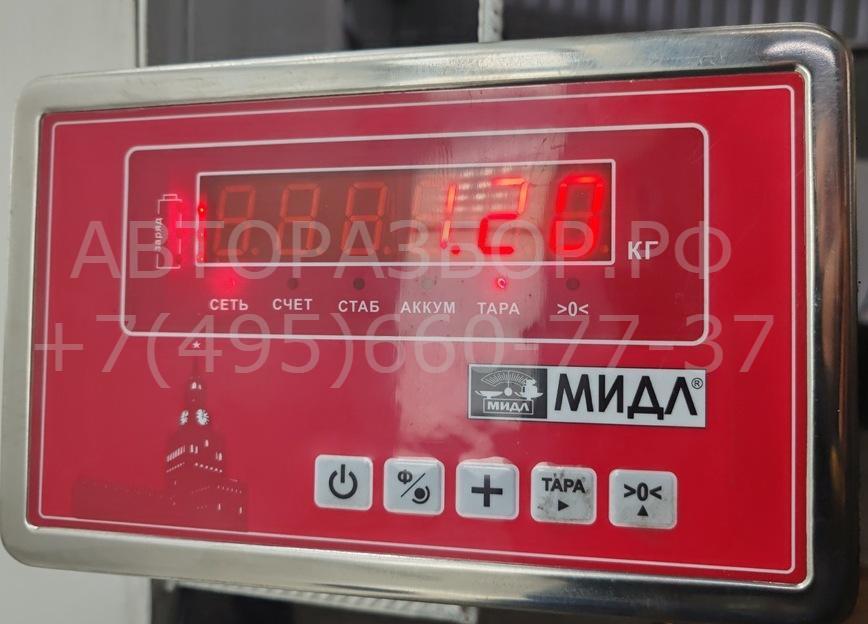 заряд
1.20
КГ
АВТОРАЗБОР.РФ
СЕТЬ СЧЕТ СТАБ АККУМ ТАРА >0<
+7(495)660-77-37
МИДЛ МИДЛ®
Ф ТАРА >0<